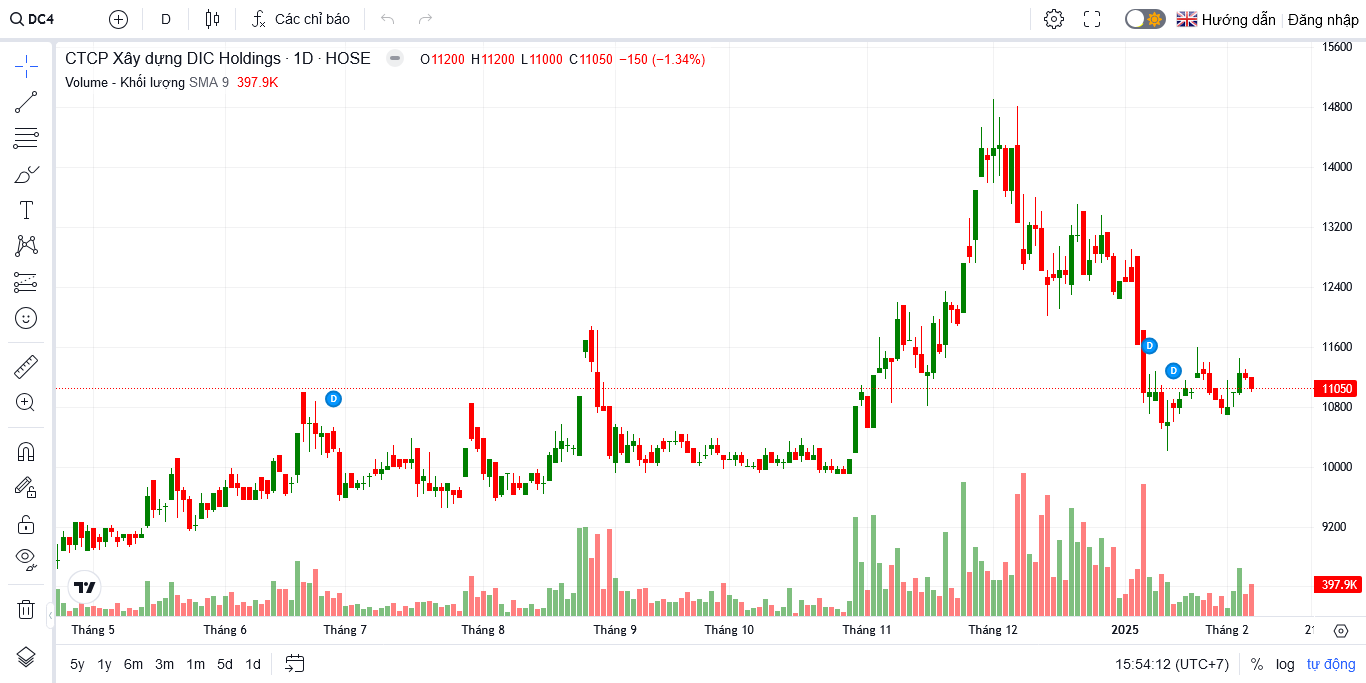 DC4 D Các chỉ báo Hướng dẫn Đăng nhập
CTCP Xây dựng DIC Holdings · 1D · HOSE O11200 H11200 L11000 C11050 −150 (−1.34%)
Volume - Khối lượng SMA 9 397.9K
15600
14800
14000
13200
12400
11600
11050
10800
10000
9200
397.9K
D
D
D
Tháng 5 Tháng 6 Tháng 7 Tháng 8 Tháng 9 Tháng 10 Tháng 11 Tháng 12 2025 Tháng 2
5y 1y 6m 3m 1m 5d 1d 15:54:12 (UTC+7) % log tự động